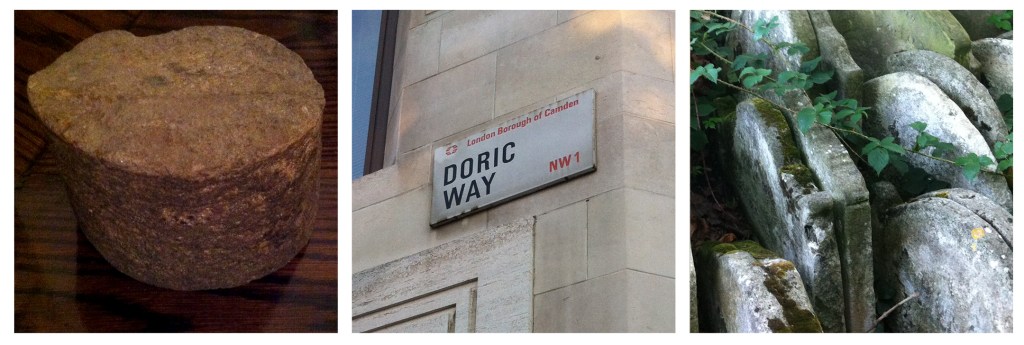 London Borough of Camden
DORIC
WAY
NW1